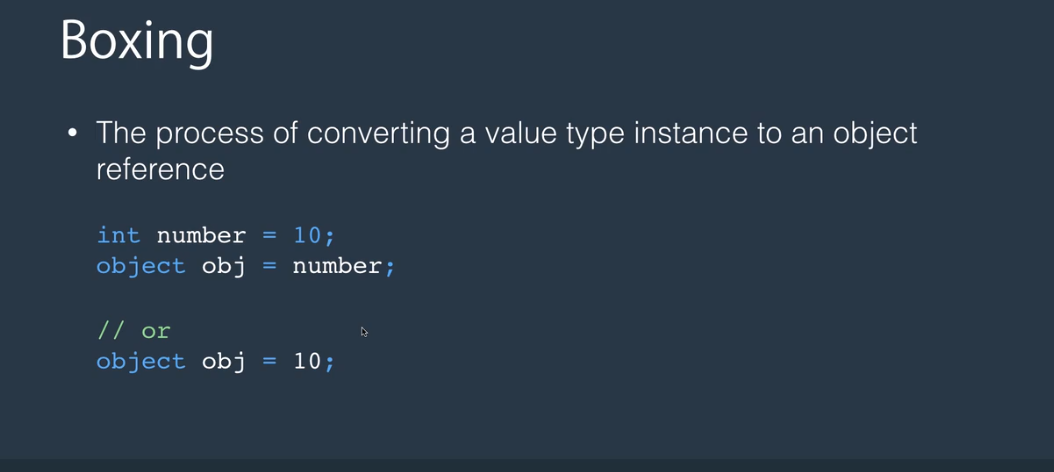 Boxing
• The process of converting a value type instance to an object
reference
int number = 10;
object obj = number;
// or
object obj = 10;